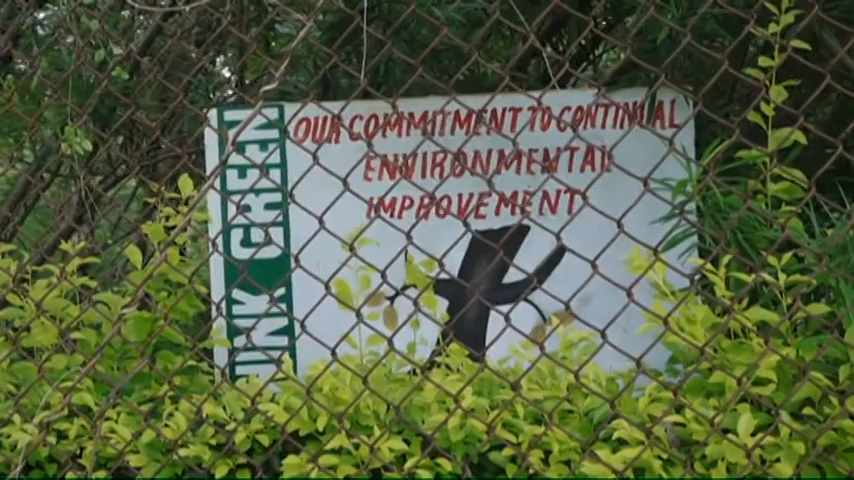 OUR COMMITMENT TO CONTINUAL
ENVIRONMENTAL
IMPROVEMENT
GREEN